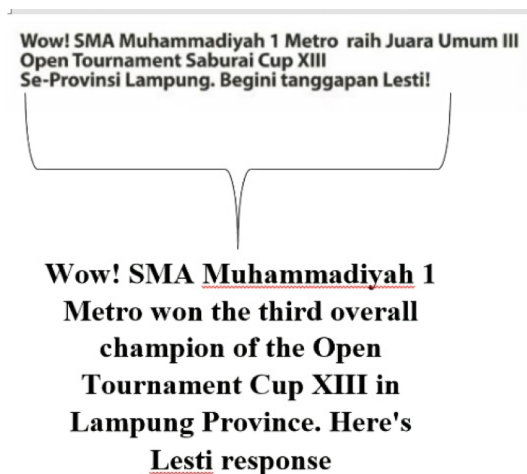 Wow! SMA Muhammadiyah 1 Metro raih Juara Umum III
Open Tournament Saburai Cup XIII
Se-Provinsi Lampung. Begini tanggapan Lesti!
Wow! SMA Muhammadiyah 1
Metro won the third overall
champion of the Open
Tournament Cup XIII in
Lampung Province. Here's
Lesti response